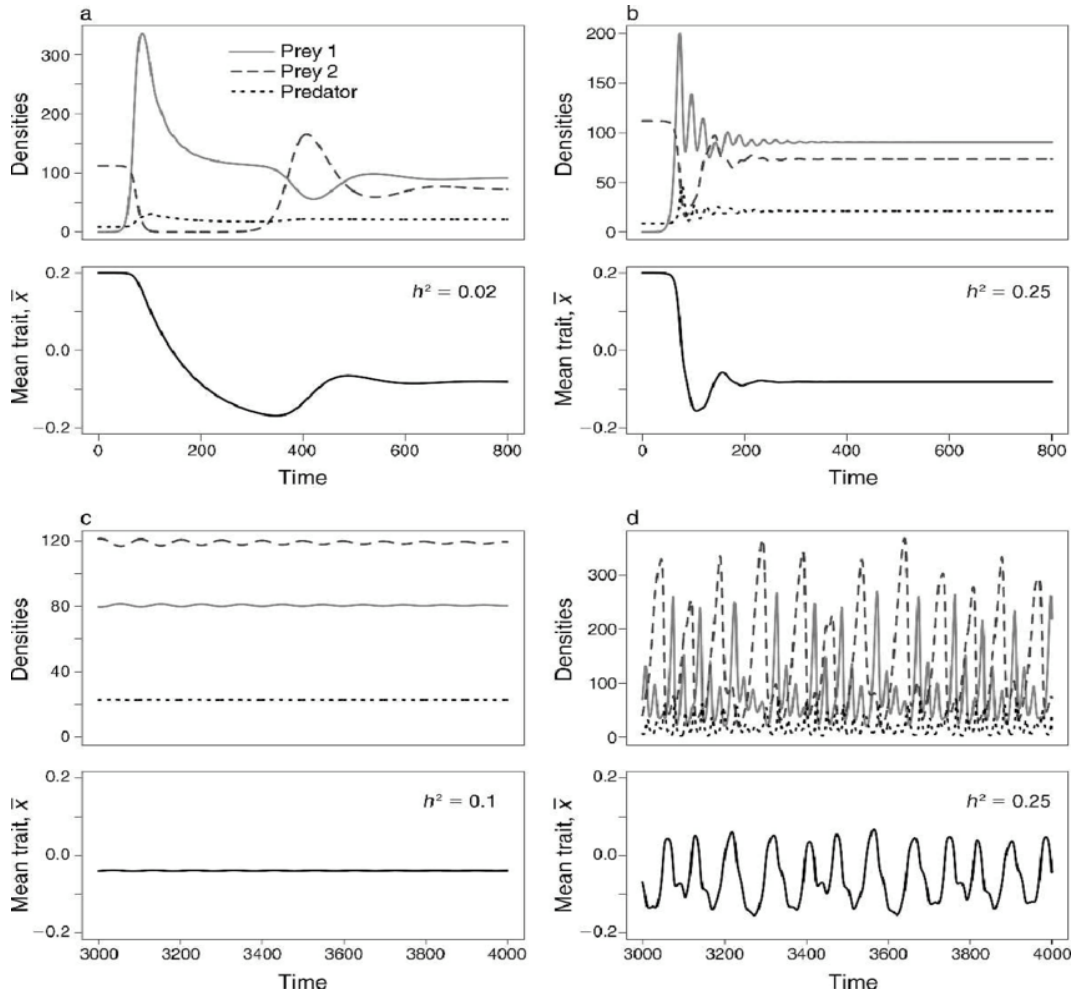 a
Densities
300
200
100
0
Prey 1
Prey 2
Predator
Mean trait, x̄
0.2
0.0
−0.2
h² = 0.02
0 200 400 600 800
Time
b
Densities
200
150
100
50
0
Mean trait, x̄
0.2
0.0
−0.2
h² = 0.25
0 200 400 600 800
Time
c
Densities
120
80
40
0
Mean trait, x̄
0.2
0.0
−0.2
h² = 0.1
3000 3200 3400 3600 3800 4000
Time
d
Densities
300
200
100
0
Mean trait, x̄
0.2
0.0
−0.2
h² = 0.25
3000 3200 3400 3600 3800 4000
Time